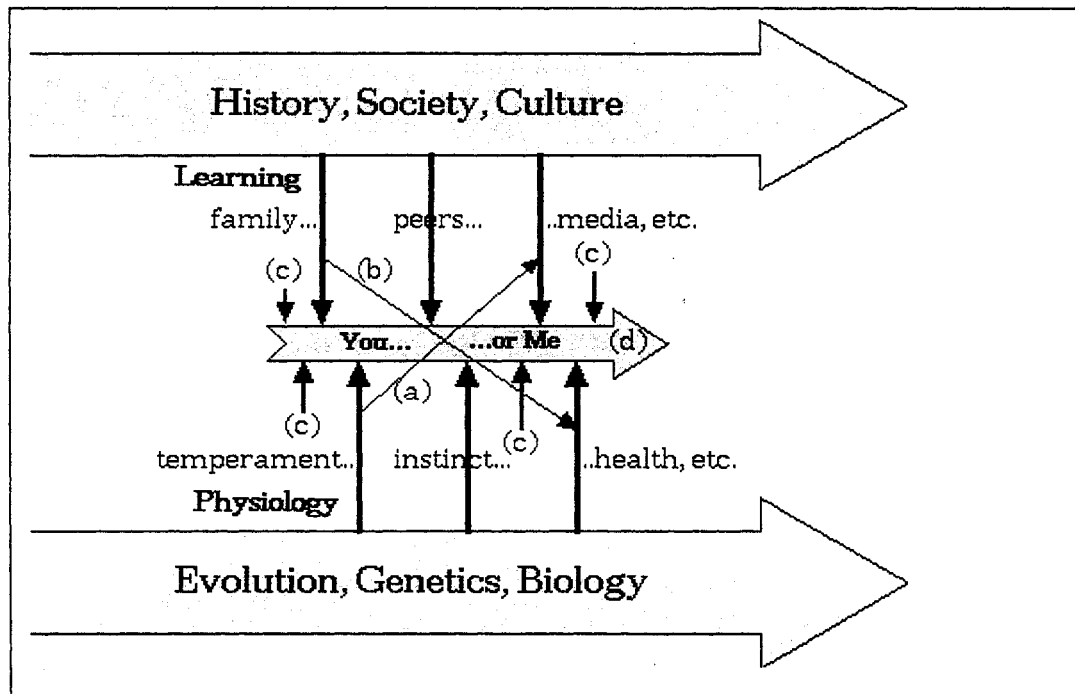 History, Society, Culture
Learning
family... peers... ...media, etc.
(c) (b) (c)
You... ...or Me (d)
(a)
(c) (c)
temperament... instinct... ...health, etc.
Physiology
Evolution, Genetics, Biology